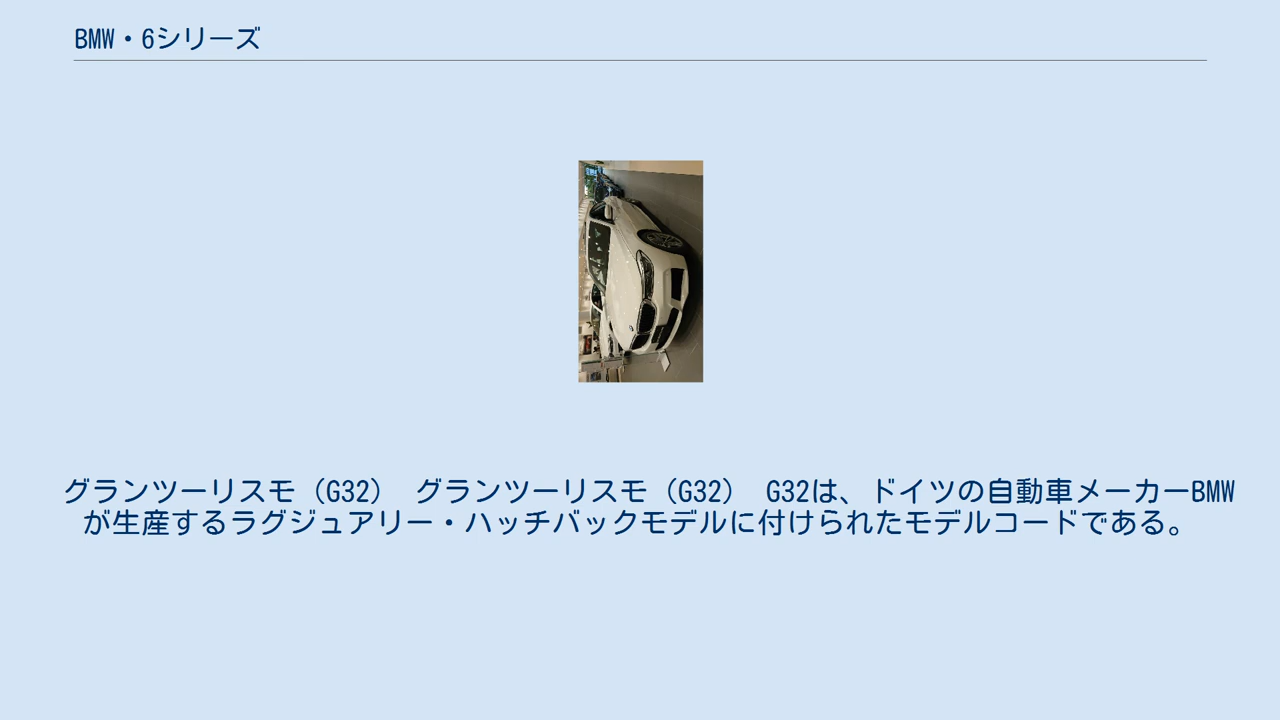 BMW・6シリーズ
グランツーリスモ（G32） グランツーリスモ（G32） G32は、ドイツの自動車メーカーBMW
が生産するラグジュアリー・ハッチバックモデルに付けられたモデルコードである。